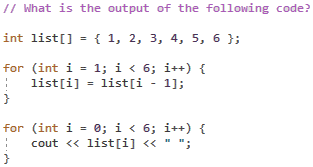 // What is the output of the following code?
int list[] = { 1, 2, 3, 4, 5, 6 };
for (int i = 1; i < 6; i++) {
    list[i] = list[i - 1];
}
for (int i = 0; i < 6; i++) {
    cout << list[i] << " ";
}